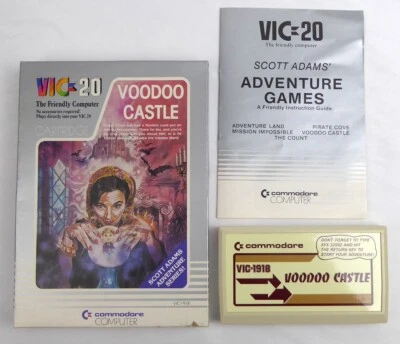 VIC-20
The Friendly Computer
No accessories required!
Plugs directly into your VIC 20
VOODOO
CASTLE
SCOTT ADAMS
ADVENTURE
SERIES!
commodore
COMPUTER
VIC-20
The friendly computer
SCOTT ADAMS'
ADVENTURE
GAMES
A Friendly Instruction Guide
ADVENTURE LAND
PIRATE COVE
MISSION IMPOSSIBLE
VOODOO CASTLE
THE COUNT
commodore
COMPUTER
commodore
DON'T FORGET TO TYPE
SYS 32592 AND HIT
THE RETURN KEY TO
START YOUR ADVENTURE!
VIC-1918
VOODOO CASTLE